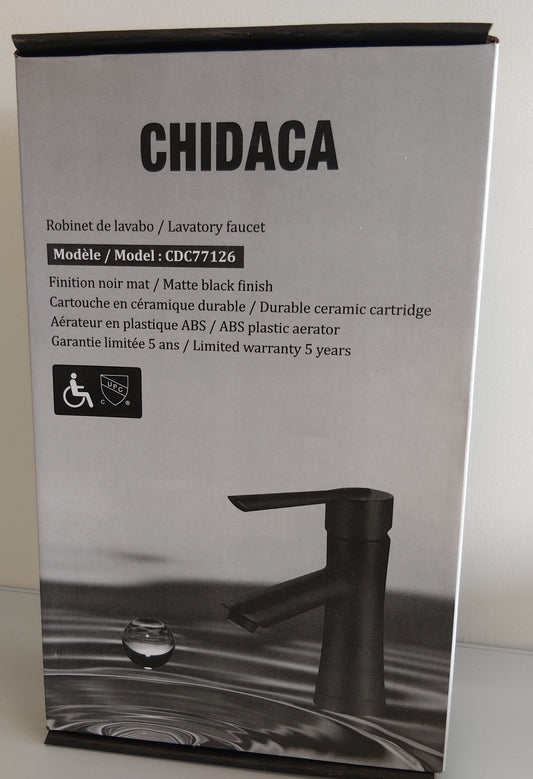 CHIDACA
Robinet de lavabo / Lavatory faucet
Modèle / Model : CDC77126
Finition noir mat / Matte black finish
Cartouche en céramique durable / Durable ceramic cartridge
Aérateur en plastique ABS / ABS plastic aerator
Garantie limitée 5 ans / Limited warranty 5 years
UPC
C ®